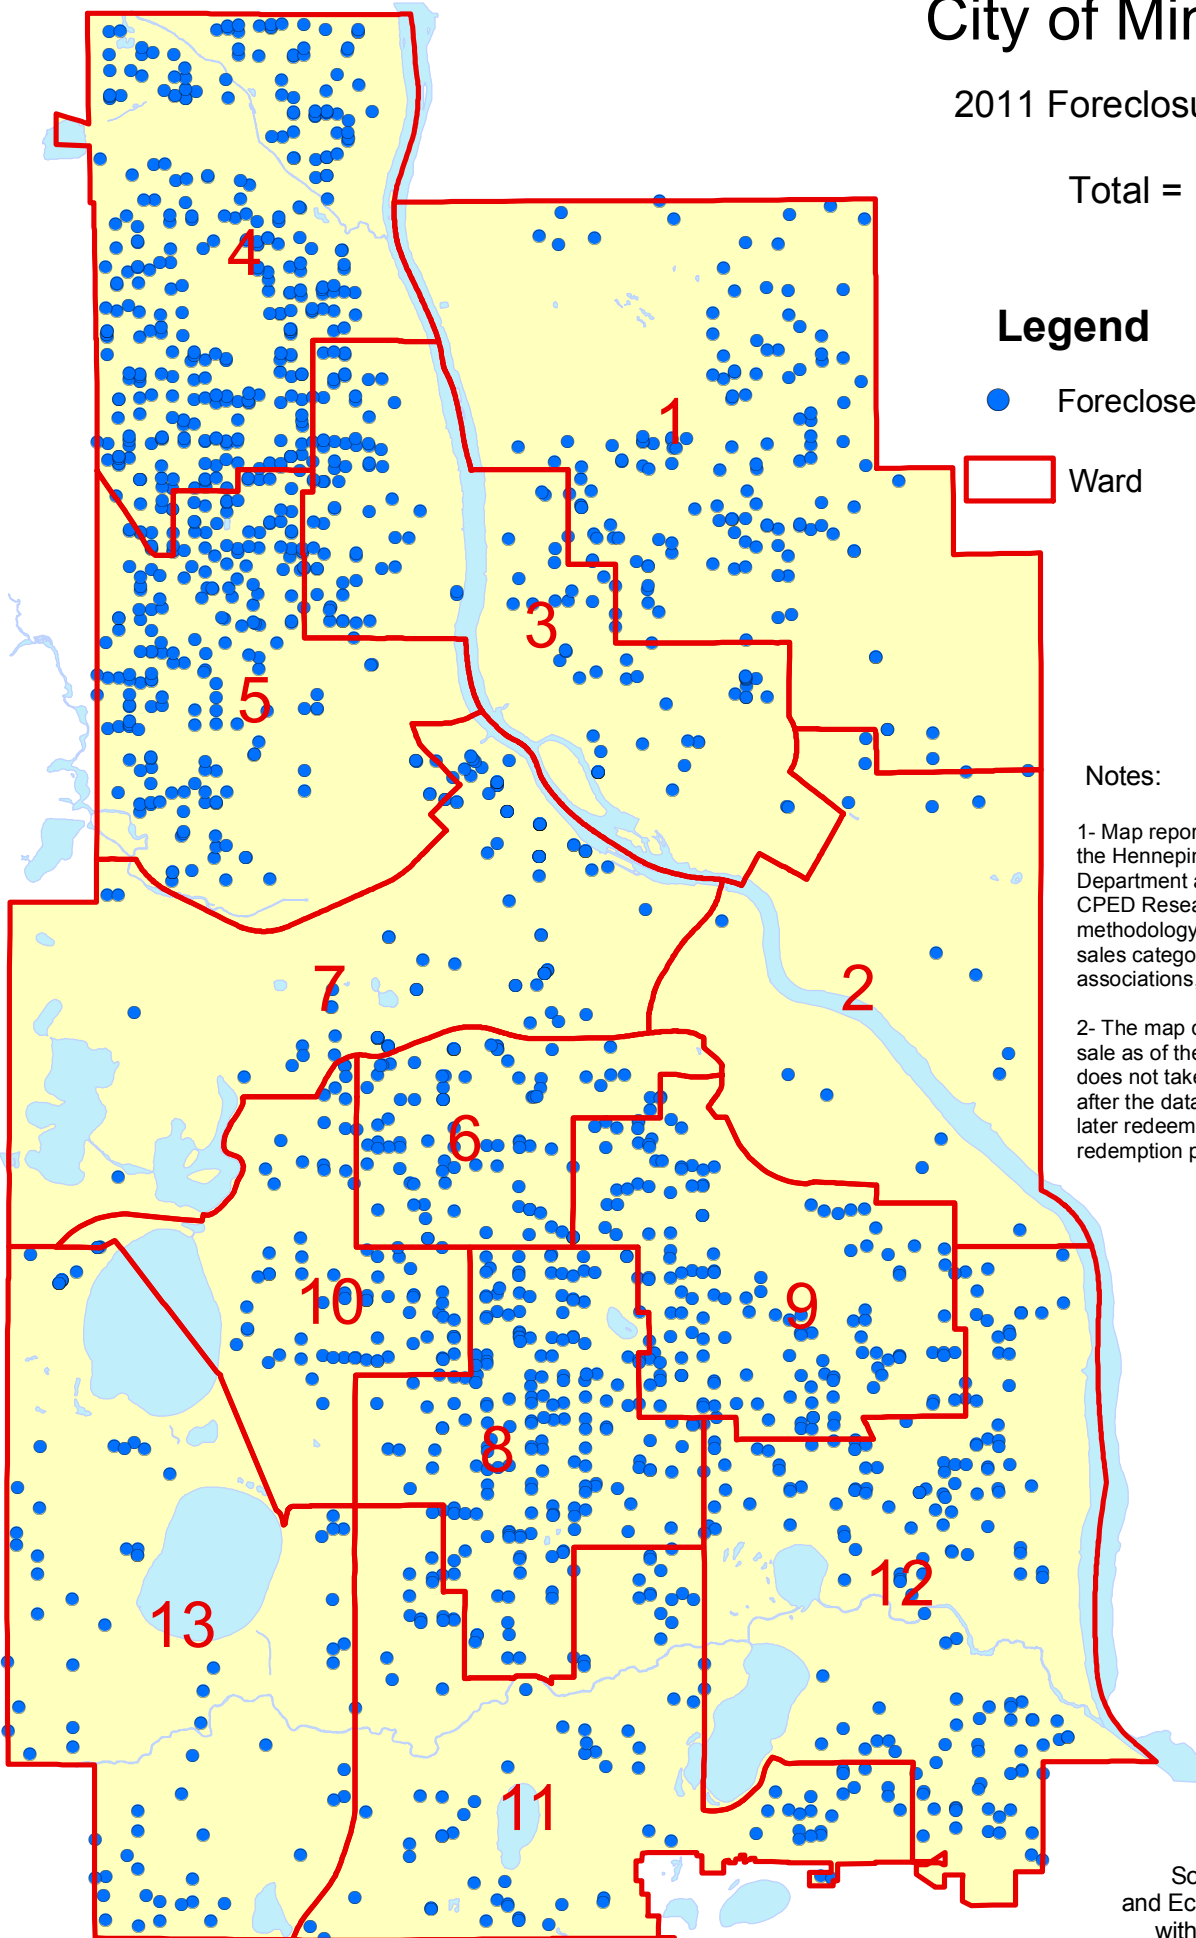 City of Min
2011 Foreclosu
Total =
Legend
Foreclose
Ward
4
1
3
5
Notes:
1- Map repor
the Hennepin
Department a
CPED Resea
methodology
sales catego
associations.
2- The map d
sale as of the
does not take
after the data
later redeem
redemption p
7
2
6
10
9
8
12
13
11
So
and Ec
with